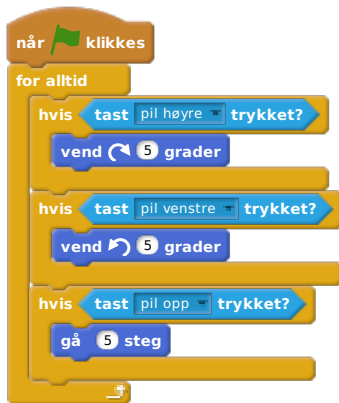 når klikkes
for alltid
hvis tast pil høyre trykket?
vend 5 grader
hvis tast pil venstre trykket?
vend 5 grader
hvis tast pil opp trykket?
gå 5 steg